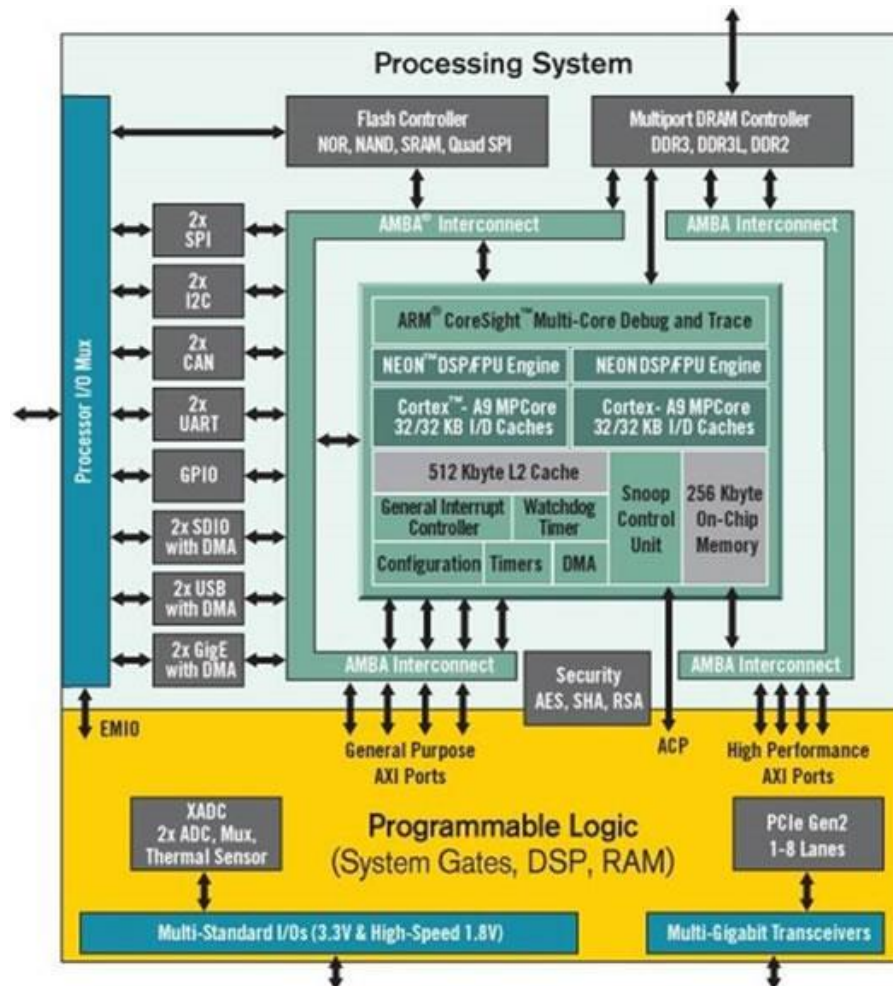 Processing System
Flash Controller
NOR, NAND, SRAM, Quad SPI
Multiport DRAM Controller
DDR3, DDR3L, DDR2
Processor I/O Mux
2x
SPI
2x
I2C
2x
CAN
2x
UART
GPIO
2x SDIO
with DMA
2x USB
with DMA
2x GigE
with DMA
AMBA® Interconnect
AMBA Interconnect
ARM® CoreSight™ Multi-Core Debug and Trace
NEON™ DSP/FPU Engine
NEON DSP/FPU Engine
Cortex™- A9 MPCore
32/32 KB I/D Caches
Cortex- A9 MPCore
32/32 KB I/D Caches
512 Kbyte L2 Cache
General Interrupt
Controller
Watchdog
Timer
Configuration
Timers
DMA
Snoop
Control
Unit
256 Kbyte
On-Chip
Memory
AMBA Interconnect
Security
AES, SHA, RSA
AMBA Interconnect
EMIO
General Purpose
AXI Ports
ACP
High Performance
AXI Ports
XADC
2x ADC, Mux,
Thermal Sensor
Programmable Logic
(System Gates, DSP, RAM)
PCIe Gen2
1-8 Lanes
Multi-Standard I/Os (3.3V & High-Speed 1.8V)
Multi-Gigabit Transceivers